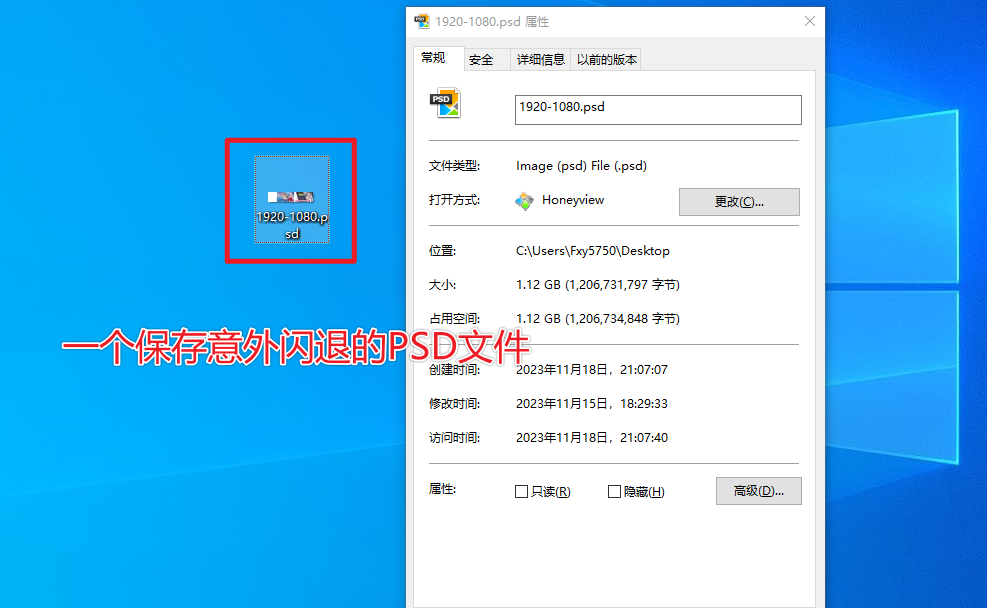 1920-1080.psd 属性
常规 安全 详细信息 以前的版本
PSD
1920-1080.psd
文件类型: Image (psd) File (.psd)
打开方式: Honeyview 更改(C)...
位置: C:\Users\Fxy5750\Desktop
大小: 1.12 GB (1,206,731,797 字节)
占用空间: 1.12 GB (1,206,734,848 字节)
创建时间: 2023年11月18日，21:07:07
修改时间: 2023年11月15日，18:29:33
访问时间: 2023年11月18日，21:07:40
属性: 只读(R) 隐藏(H) 高级(D)...
1920-1080.p
sd
一个保存意外闪退的PSD文件